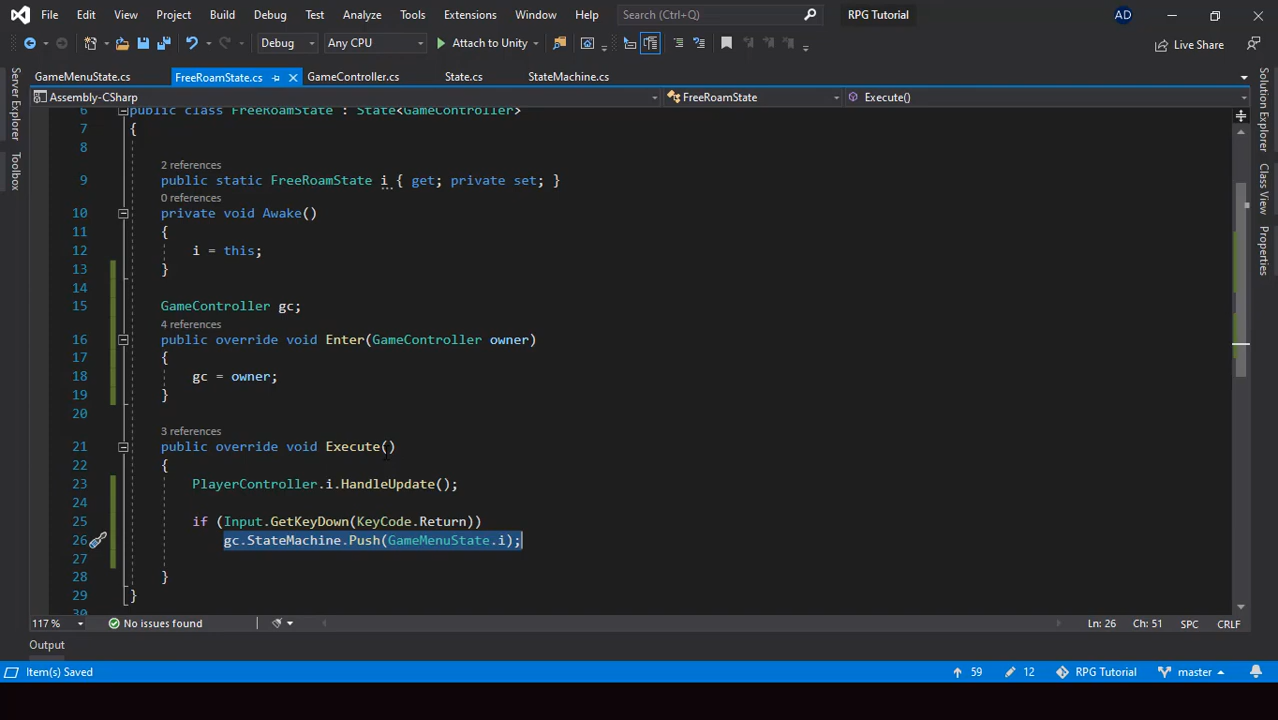 File Edit View Project Build Debug Test Analyze Tools Extensions Window Help Search (Ctrl+Q) RPG Tutorial AD
Debug Any CPU Attach to Unity Live Share
GameMenuState.cs FreeRoamState.cs GameController.cs State.cs StateMachine.cs
Assembly-CSharp FreeRoamState Execute()
Server Explorer
Toolbox
Solution Explorer
Class View
Properties
6 public class FreeRoamState : State<GameController>
7 {
8
2 references
9 public static FreeRoamState i { get; private set; }
0 references
10 private void Awake()
11 {
12 i = this;
13 }
14
15 GameController gc;
4 references
16 public override void Enter(GameController owner)
17 {
18 gc = owner;
19 }
20
3 references
21 public override void Execute()
22 {
23 PlayerController.i.HandleUpdate();
24
25 if (Input.GetKeyDown(KeyCode.Return))
26 gc.StateMachine.Push(GameMenuState.i);
27
28 }
29 }
30
117 % No issues found Ln: 26 Ch: 51 SPC CRLF
Output
Item(s) Saved 59 12 RPG Tutorial master